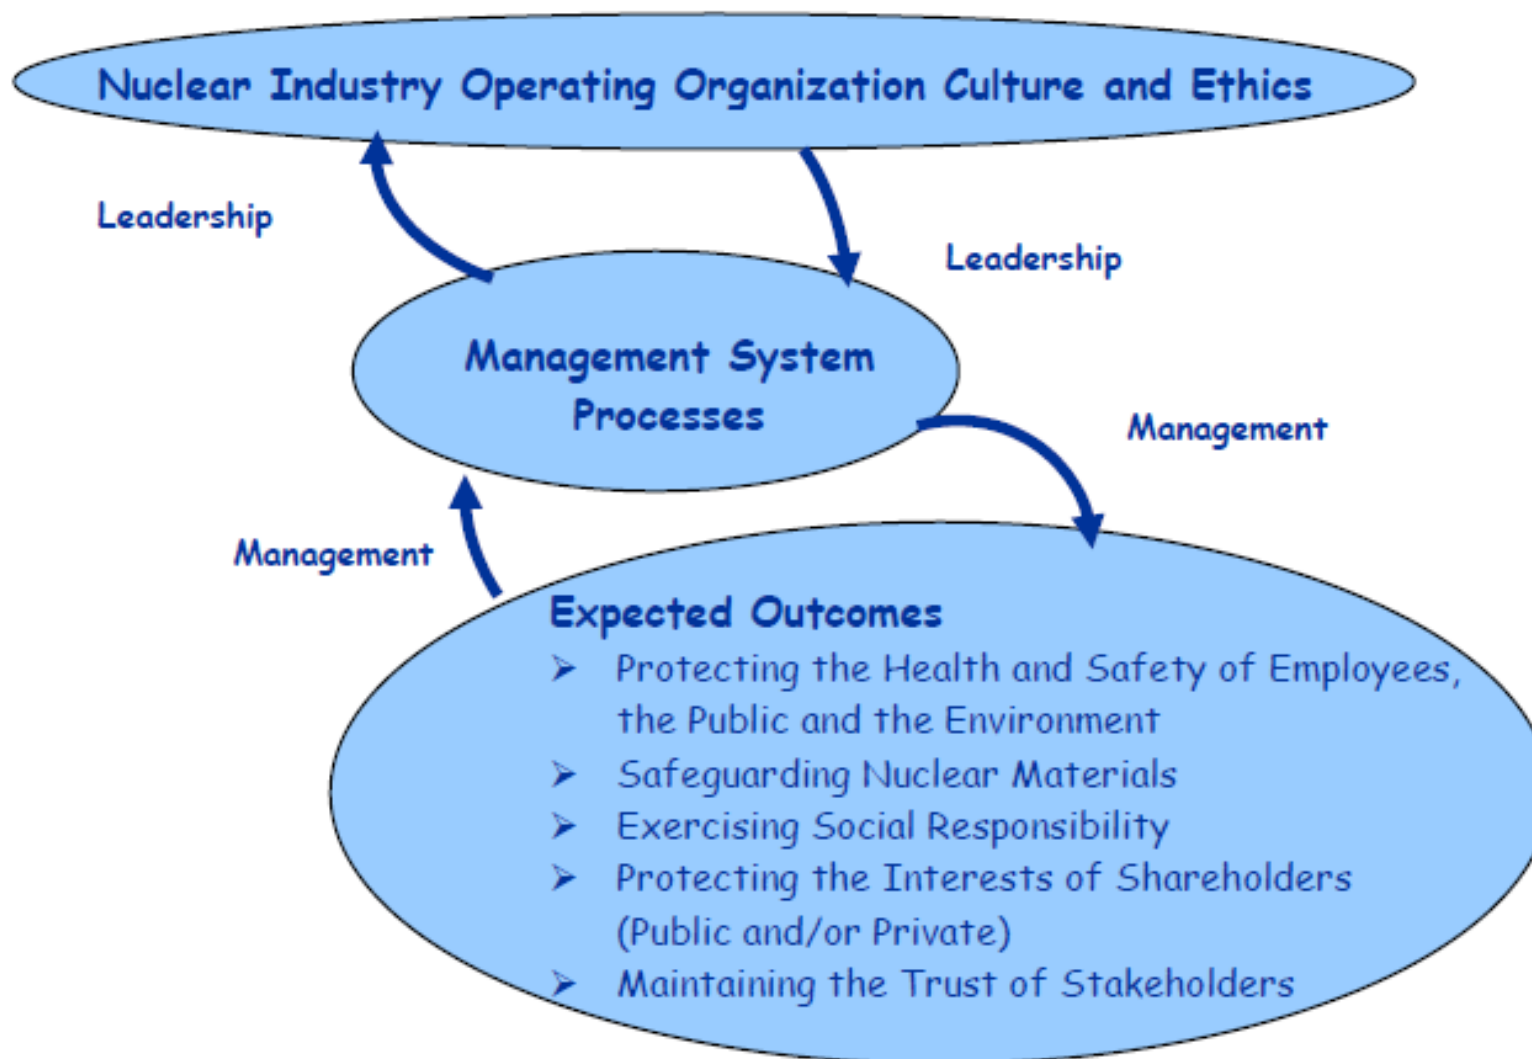 Nuclear Industry Operating Organization Culture and Ethics
Leadership
Leadership
Management System
Processes
Management
Management
Expected Outcomes
➢ Protecting the Health and Safety of Employees,
the Public and the Environment
➢ Safeguarding Nuclear Materials
➢ Exercising Social Responsibility
➢ Protecting the Interests of Shareholders
(Public and/or Private)
➢ Maintaining the Trust of Stakeholders